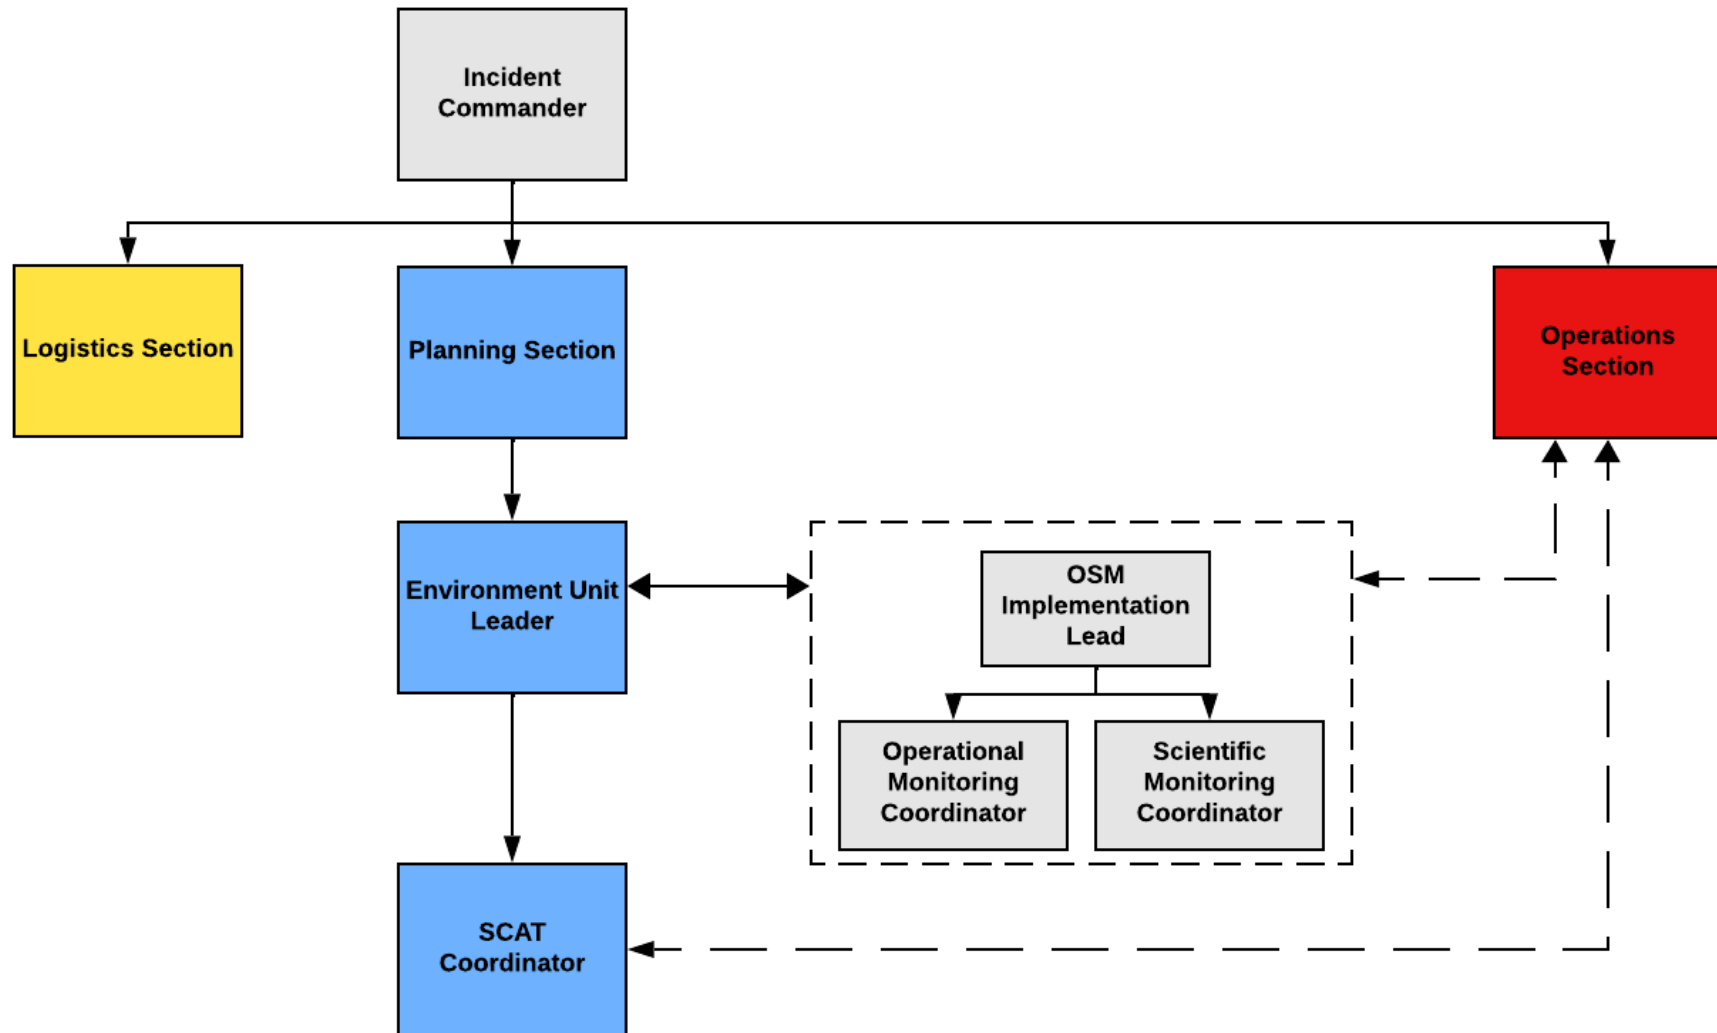 Incident
Commander
Logistics Section
Planning Section
Operations
Section
Environment Unit
Leader
OSM
Implementation
Lead
Operational
Monitoring
Coordinator
Scientific
Monitoring
Coordinator
SCAT
Coordinator